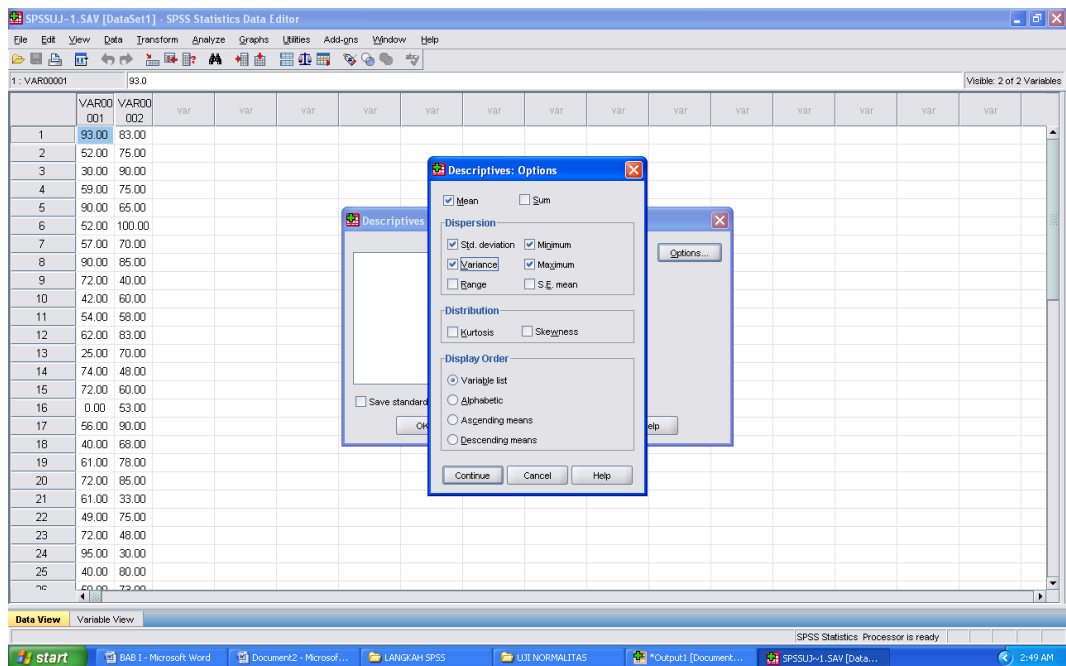 SPSSUJ~1.SAV [DataSet1] - SPSS Statistics Data Editor
File Edit View Data Transform Analyze Graphs Utilities Add-ons Window Help
1 : VAR00001 93.0 Visible: 2 of 2 Variables
VAR00001 VAR00002 var var var var var var var var var var var var var var
1 93.00 83.00
2 52.00 75.00
3 30.00 90.00
4 59.00 75.00
5 90.00 65.00
6 52.00 100.00
7 57.00 70.00
8 90.00 85.00
9 72.00 40.00
10 42.00 60.00
11 54.00 58.00
12 62.00 83.00
13 25.00 70.00
14 74.00 48.00
15 72.00 60.00
16 0.00 53.00
17 56.00 90.00
18 40.00 68.00
19 61.00 78.00
20 72.00 85.00
21 61.00 33.00
22 49.00 75.00
23 72.00 48.00
24 95.00 30.00
25 40.00 80.00
Descriptives
Options...
Save standard
OK
elp
Descriptives: Options
Mean Sum
Dispersion
Std. deviation Minimum
Variance Maximum
Range S.E. mean
Distribution
Kurtosis Skewness
Display Order
Variable list
Alphabetic
Ascending means
Descending means
Continue Cancel Help
Data View Variable View
SPSS Statistics Processor is ready
start BAB I - Microsoft Word Document2 - Microsof... LANGKAH SPSS UJI NORMALITAS *Output1 [Document... SPSSUJ~1.SAV [Data... 2:49 AM